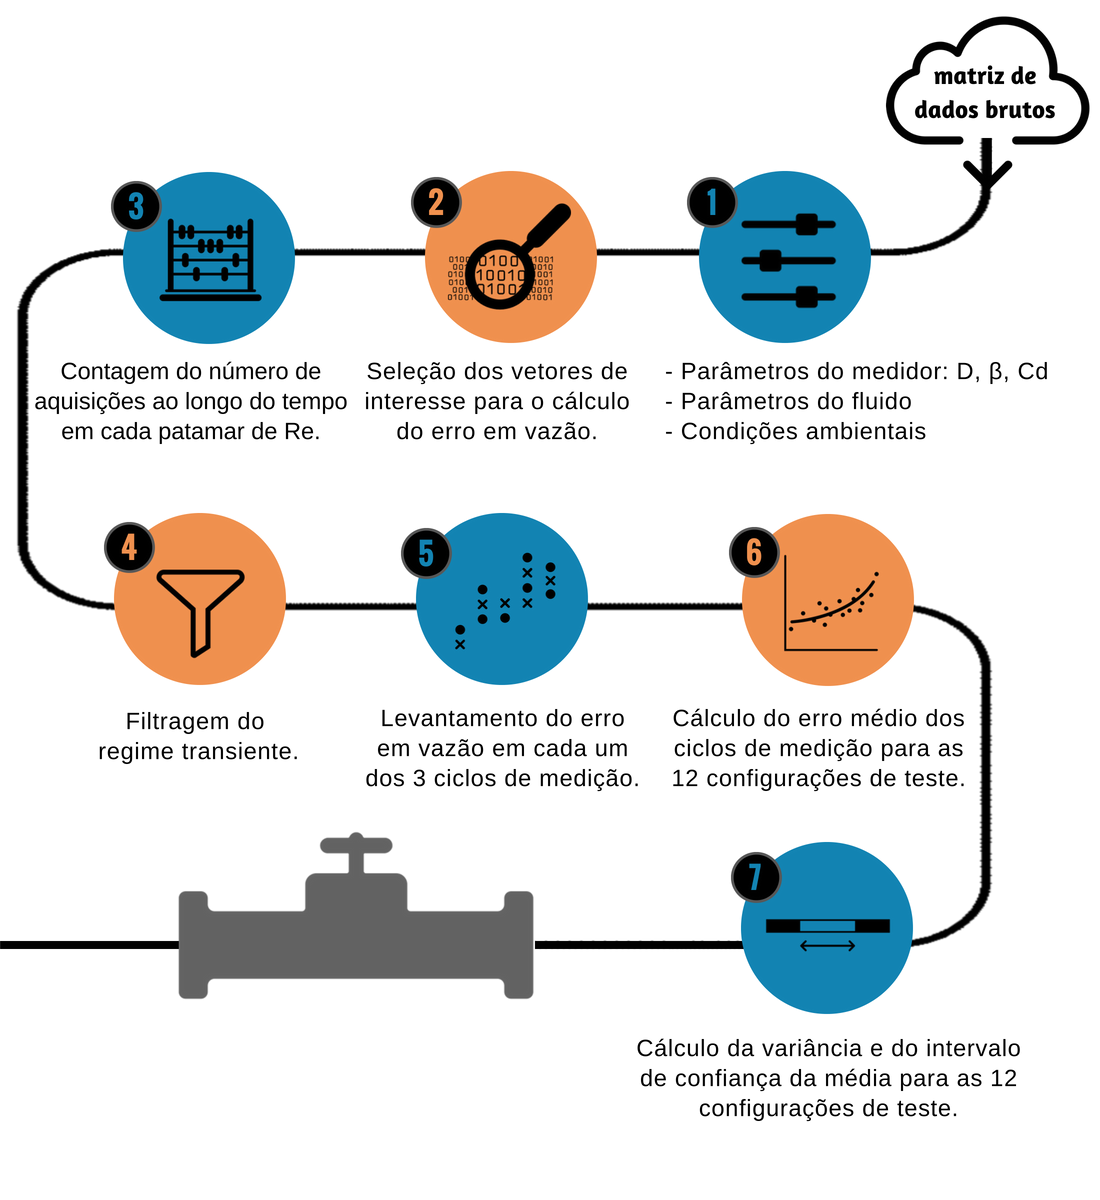 matriz de
dados brutos
1
- Parâmetros do medidor: D, β, Cd
- Parâmetros do fluido
- Condições ambientais
2
Seleção dos vetores de
interesse para o cálculo
do erro em vazão.
3
Contagem do número de
aquisições ao longo do tempo
em cada patamar de Re.
4
Filtragem do
regime transiente.
5
Levantamento do erro
em vazão em cada um
dos 3 ciclos de medição.
6
Cálculo do erro médio dos
ciclos de medição para as
12 configurações de teste.
7
Cálculo da variância e do intervalo
de confiança da média para as 12
configurações de teste.